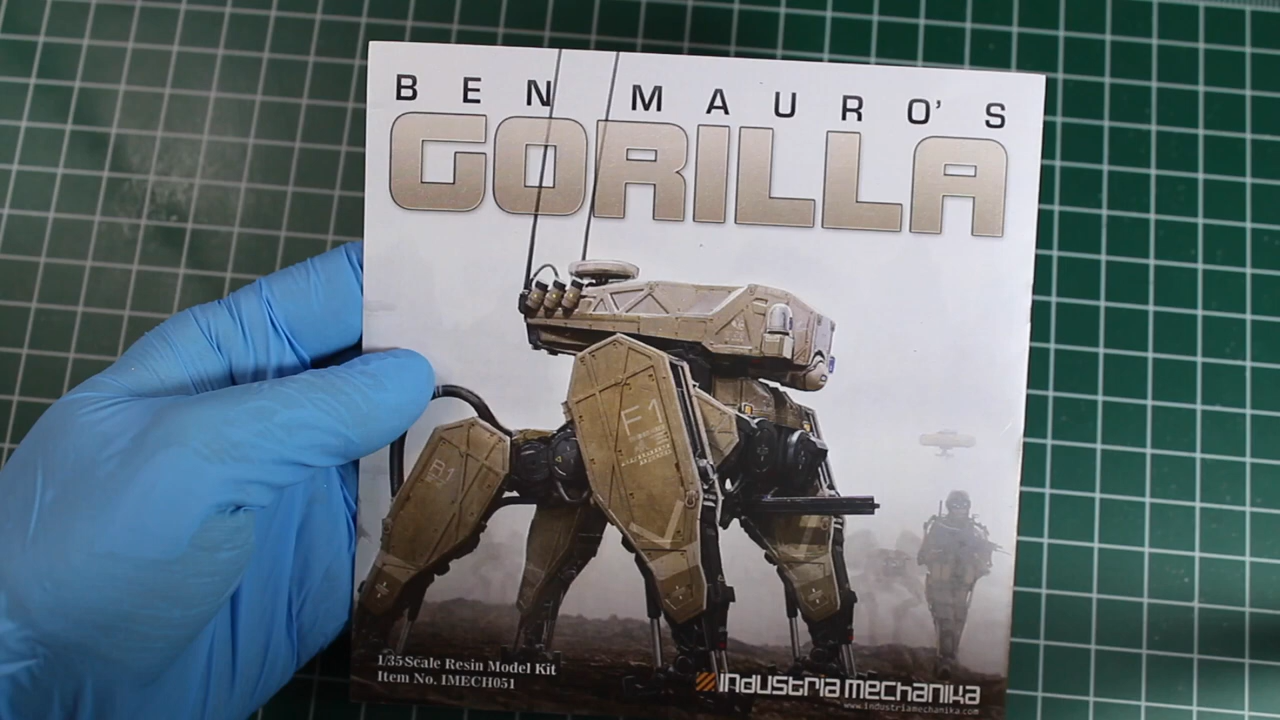 BEN MAURO'S
GORILLA
F1
B1
1/35 Scale Resin Model Kit
Item No. IMECH051
industria mechanika
www.industriamechanika.com